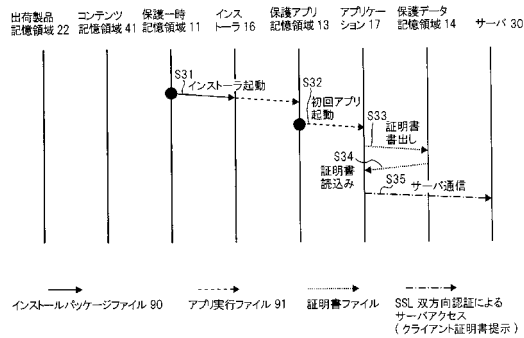 出荷製品
記憶領域 22
コンテンツ
記憶領域 41
保護一時
記憶領域 11
インス
トーラ 16
保護アプリ
記憶領域 13
アプリケー
ション 17
保護データ
記憶領域 14
サーバ 30
S31
インストーラ起動
S32
初回アプリ
起動
S33
証明書
書出し
S34
証明書
読込み
S35
サーバ通信
インストールパッケージファイル 90
アプリ実行ファイル 91
証明書ファイル
SSL 双方向認証による
サーバアクセス
(クライアント証明書提示)